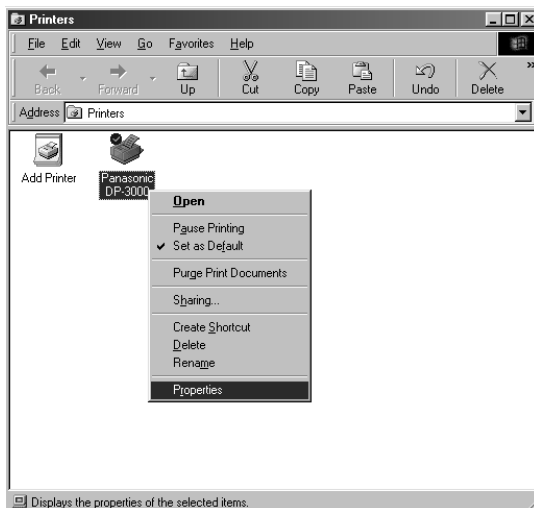 Printers
File Edit View Go Favorites Help
Back Forward Up Cut Copy Paste Undo Delete »
Address Printers
Add Printer
Panasonic
DP-3000
Open
Pause Printing
Set as Default
Purge Print Documents
Sharing...
Create Shortcut
Delete
Rename
Properties
Displays the properties of the selected items.